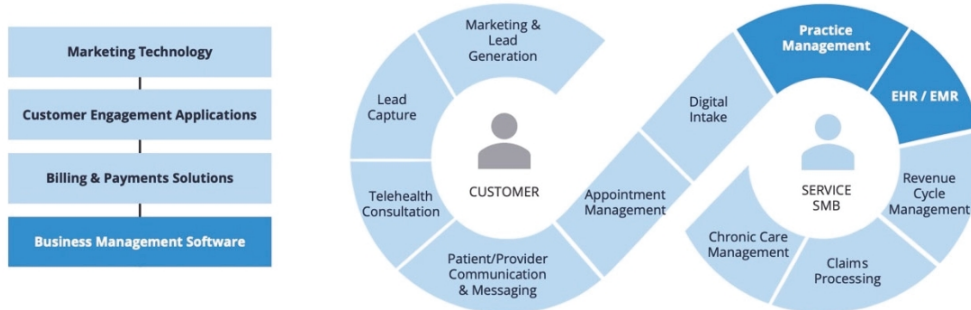 Marketing Technology
Customer Engagement Applications
Billing & Payments Solutions
Business Management Software
Marketing &
Lead
Generation
Lead
Capture
Telehealth
Consultation
Patient/Provider
Communication
& Messaging
Appointment
Management
Digital
Intake
CUSTOMER
Practice
Management
EHR / EMR
Revenue
Cycle
Management
Claims
Processing
Chronic Care
Management
SERVICE
SMB